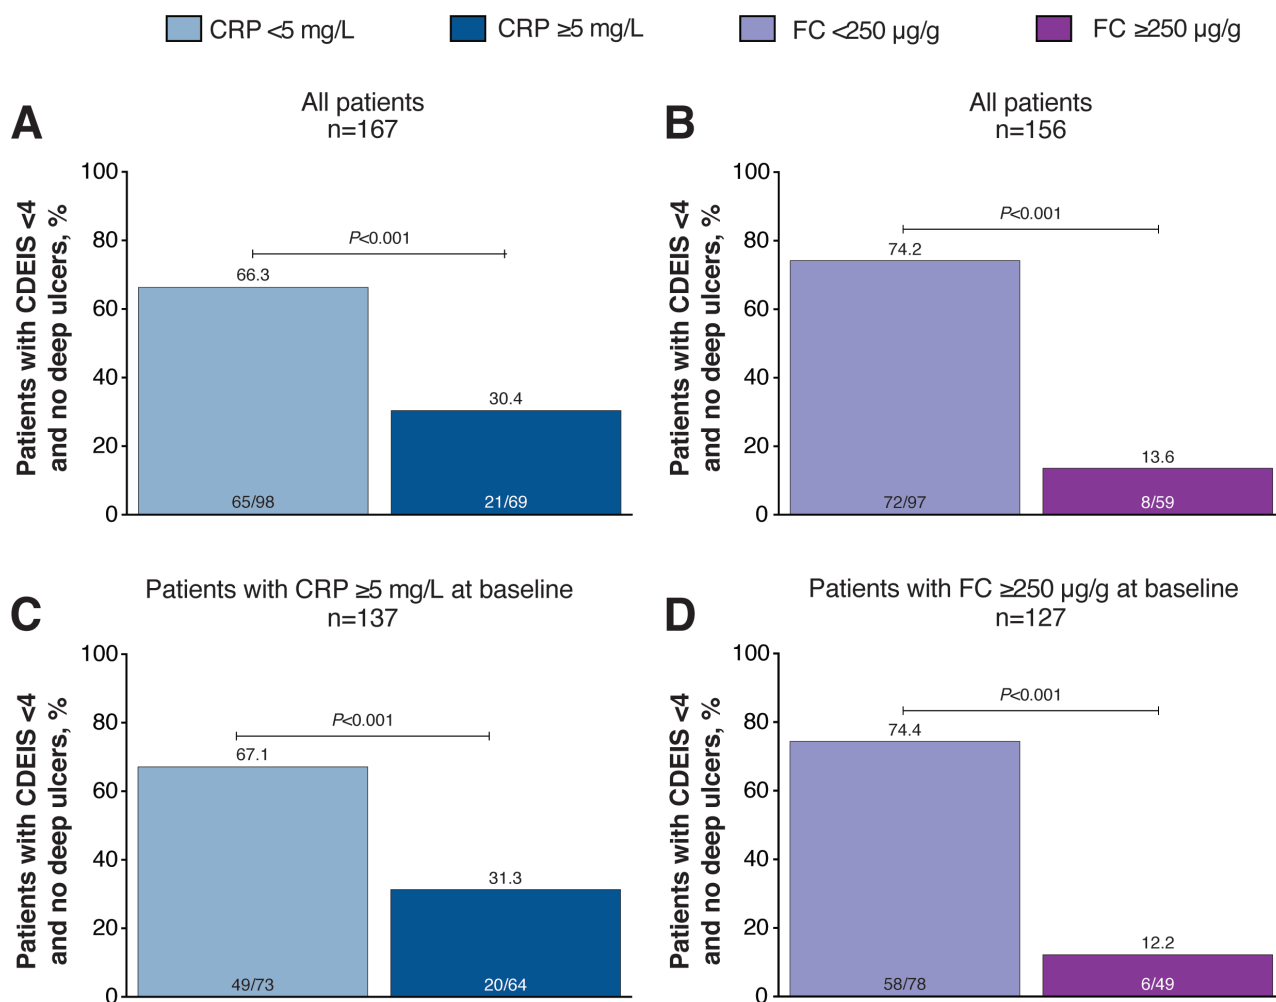 CRP <5 mg/L
CRP ≥5 mg/L
FC <250 µg/g
FC ≥250 µg/g
A
All patients
n=167
Patients with CDEIS <4
and no deep ulcers, %
100
80
60
40
20
0
P<0.001
66.3
30.4
65/98
21/69
B
All patients
n=156
Patients with CDEIS <4
and no deep ulcers, %
100
80
60
40
20
0
P<0.001
74.2
13.6
72/97
8/59
C
Patients with CRP ≥5 mg/L at baseline
n=137
Patients with CDEIS <4
and no deep ulcers, %
100
80
60
40
20
0
P<0.001
67.1
31.3
49/73
20/64
D
Patients with FC ≥250 µg/g at baseline
n=127
Patients with CDEIS <4
and no deep ulcers, %
100
80
60
40
20
0
P<0.001
74.4
12.2
58/78
6/49